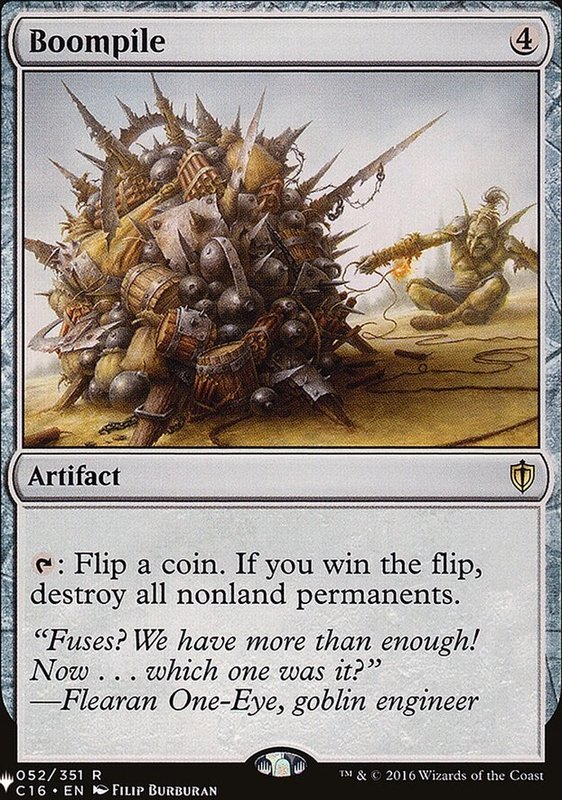 Boompile 4
Artifact
: Flip a coin. If you win the flip,
destroy all nonland permanents.
“Fuses? We have more than enough!
Now . . . which one was it?”
—Flearan One-Eye, goblin engineer
052/351 R
C16 • EN Filip Burburan
™ & © 2016 Wizards of the Coast